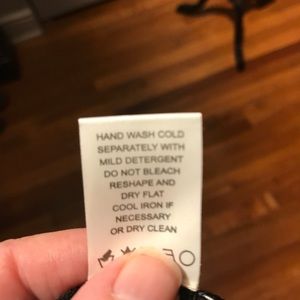 HAND WASH COLD
SEPARATELY WITH
MILD DETERGENT
DO NOT BLEACH
RESHAPE AND
DRY FLAT
COOL IRON IF
NECESSARY
OR DRY CLEAN